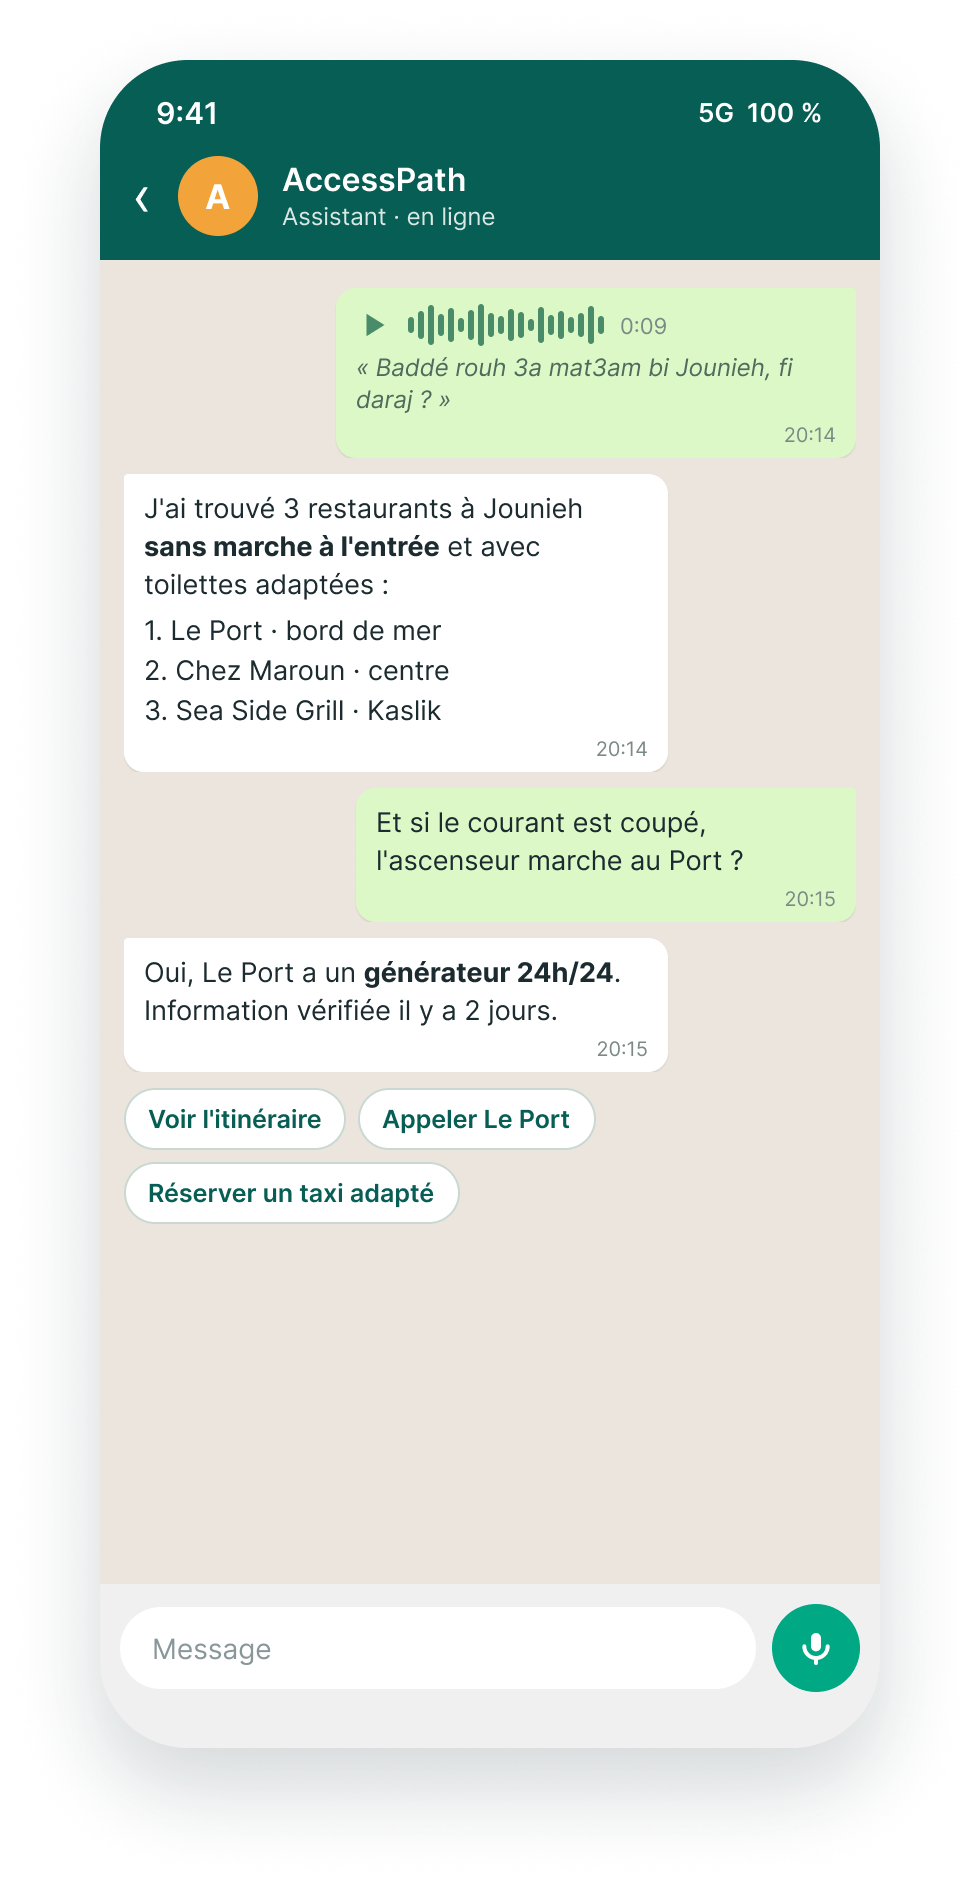 9:41
5G 100 %
A
AccessPath
Assistant · en ligne
0:09
« Baddé rouh 3a mat3am bi Jounieh, fi
daraj ? »
20:14
J'ai trouvé 3 restaurants à Jounieh
sans marche à l'entrée et avec
toilettes adaptées :
1. Le Port · bord de mer
2. Chez Maroun · centre
3. Sea Side Grill · Kaslik
20:14
Et si le courant est coupé,
l'ascenseur marche au Port ?
20:15
Oui, Le Port a un générateur 24h/24.
Information vérifiée il y a 2 jours.
20:15
Voir l'itinéraire
Appeler Le Port
Réserver un taxi adapté
Message